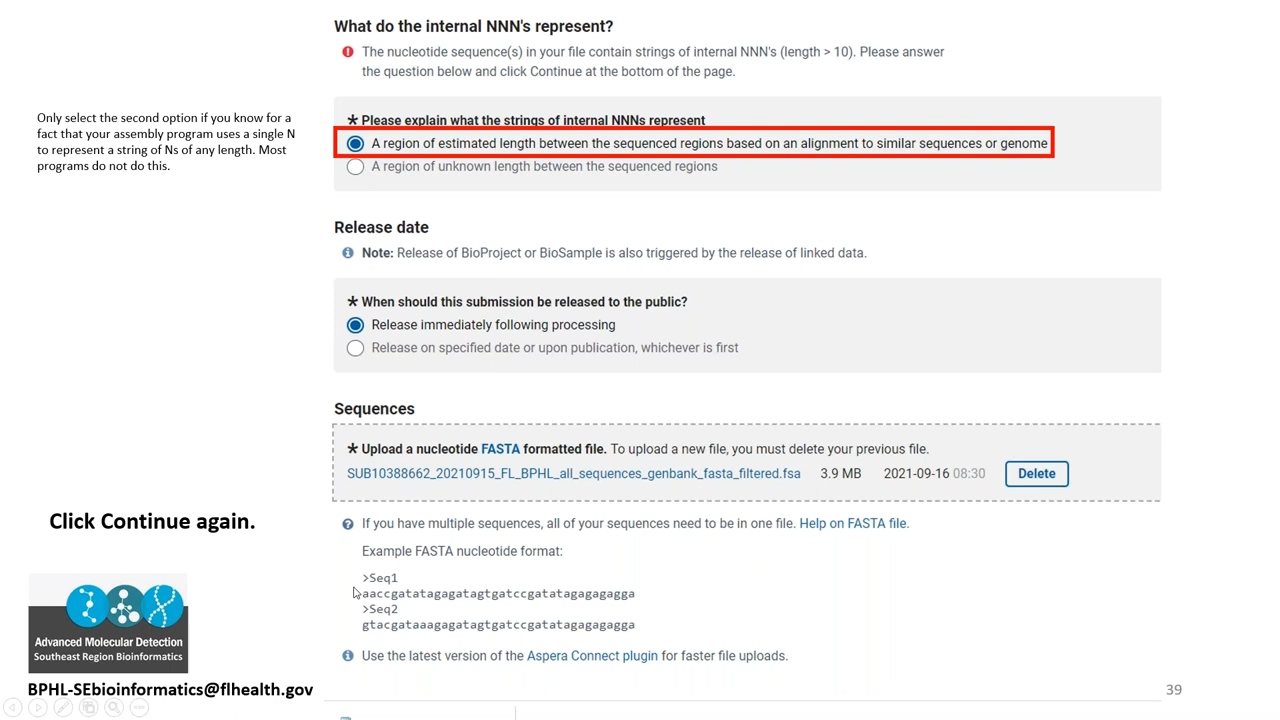 What do the internal NNN's represent?
The nucleotide sequence(s) in your file contain strings of internal NNN's (length > 10). Please answer
the question below and click Continue at the bottom of the page.
Only select the second option if you know for a
fact that your assembly program uses a single N
to represent a string of Ns of any length. Most
programs do not do this.
* Please explain what the strings of internal NNNs represent
A region of estimated length between the sequenced regions based on an alignment to similar sequences or genome
A region of unknown length between the sequenced regions
Release date
Note: Release of BioProject or BioSample is also triggered by the release of linked data.
* When should this submission be released to the public?
Release immediately following processing
Release on specified date or upon publication, whichever is first
Sequences
* Upload a nucleotide FASTA formatted file. To upload a new file, you must delete your previous file.
SUB10388662_20210915_FL_BPHL_all_sequences_genbank_fasta_filtered.fsa 3.9 MB 2021-09-16 08:30 Delete
Click Continue again.
If you have multiple sequences, all of your sequences need to be in one file. Help on FASTA file.
Example FASTA nucleotide format:
>Seq1
aaccgatatagagatagtgatccgatatagagagagga
>Seq2
gtacgataaagagatagtgatccgatatagagagagga
Use the latest version of the Aspera Connect plugin for faster file uploads.
Advanced Molecular Detection
Southeast Region Bioinformatics
BPHL-SEbioinformatics@flhealth.gov
39